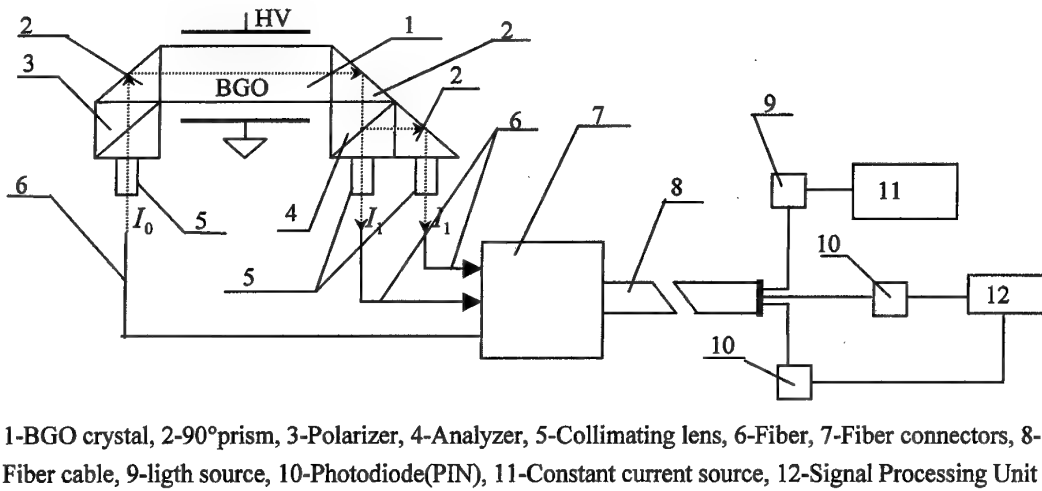 HV
2
1
2
3
BGO
2
9
6
7
11
6
I₀
5
4
I₁
I₁
8
10
5
12
10
1-BGO crystal, 2-90°prism, 3-Polarizer, 4-Analyzer, 5-Collimating lens, 6-Fiber, 7-Fiber connectors, 8-
Fiber cable, 9-ligth source, 10-Photodiode(PIN), 11-Constant current source, 12-Signal Processing Unit